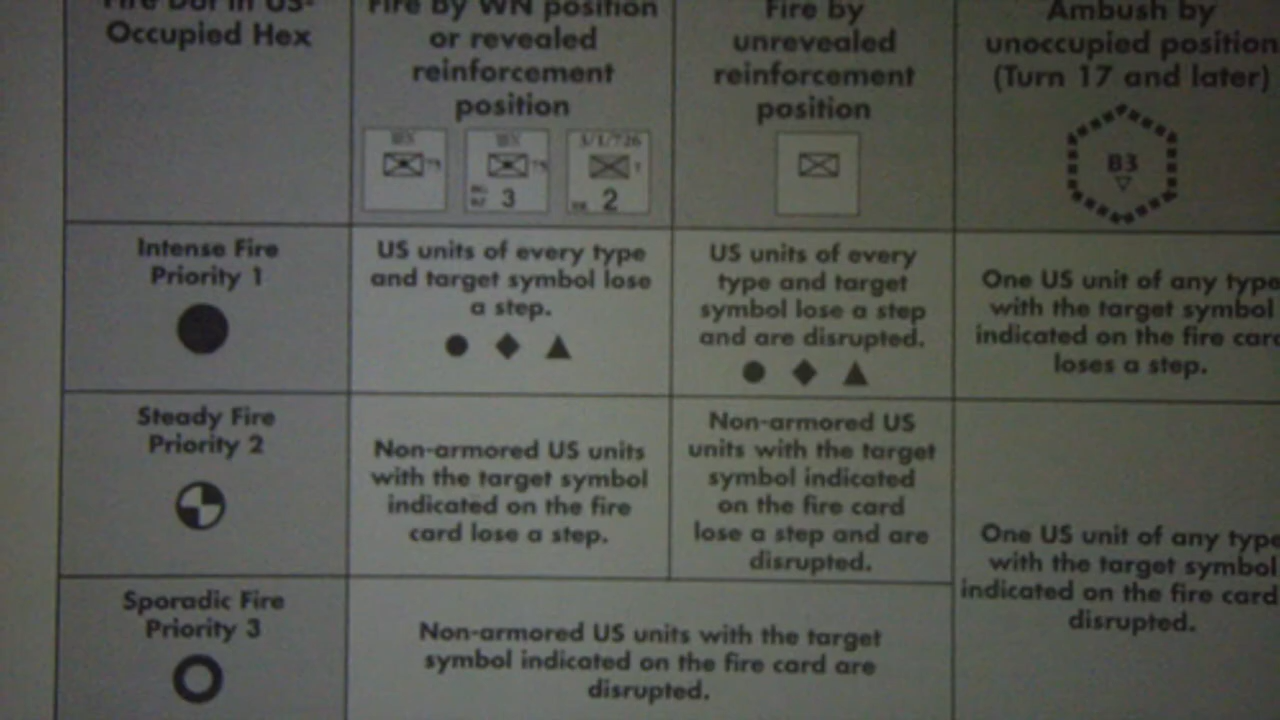 Fire Dot in US-
Occupied Hex
Fire by WN position
or revealed
reinforcement
position
3
3/1/726
2
Fire by
unrevealed
reinforcement
position
Ambush by
unoccupied position
(Turn 17 and later)
B3
Intense Fire
Priority 1
US units of every type
and target symbol lose
a step.
US units of every
type and target
symbol lose a step
and are disrupted.
One US unit of any type
with the target symbol
indicated on the fire card
loses a step.
Steady Fire
Priority 2
Non-armored US units
with the target symbol
indicated on the fire
card lose a step.
Non-armored US
units with the target
symbol indicated
on the fire card
lose a step and are
disrupted.
One US unit of any type
with the target symbol
indicated on the fire card
disrupted.
Sporadic Fire
Priority 3
Non-armored US units with the target
symbol indicated on the fire card are
disrupted.